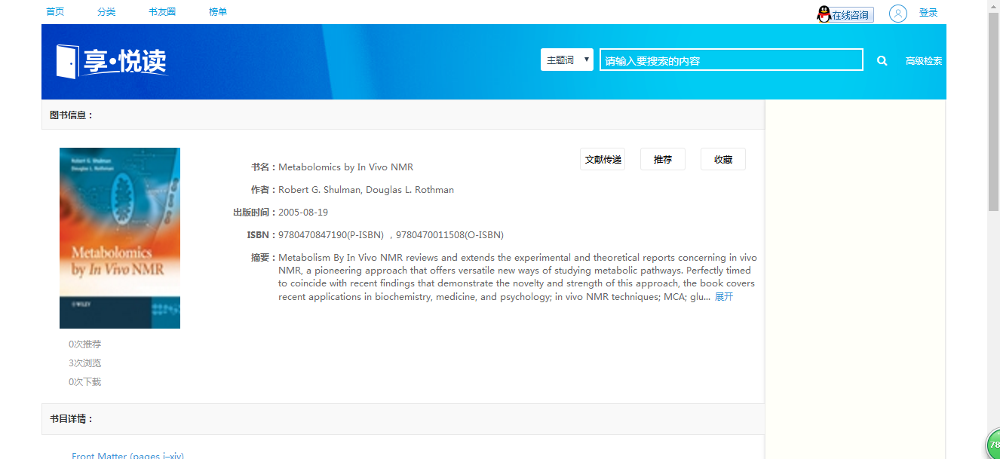 首页 分类 书友圈 榜单 在线咨询 登录
享·悦读 主题词 请输入要搜索的内容 高级检索
图书信息：
文献传递 推荐 收藏
Robert G. Shulman
Douglas L. Rothman
Metabolomics
by In Vivo NMR
WILEY
书名：Metabolomics by In Vivo NMR
作者：Robert G. Shulman, Douglas L. Rothman
出版时间：2005-08-19
ISBN：9780470847190(P-ISBN) ，9780470011508(O-ISBN)
摘要：Metabolism By In Vivo NMR reviews and extends the experimental and theoretical reports concerning in vivo
NMR, a pioneering approach that offers versatile new ways of studying metabolic pathways. Perfectly timed
to coincide with recent findings that demonstrate the novelty and strength of this approach, the book covers
recent applications in biochemistry, medicine, and psychology; in vivo NMR techniques; MCA; glu... 展开
0次推荐
3次浏览
0次下载
书目详情：
78
Front Matter (pages i–xiv)